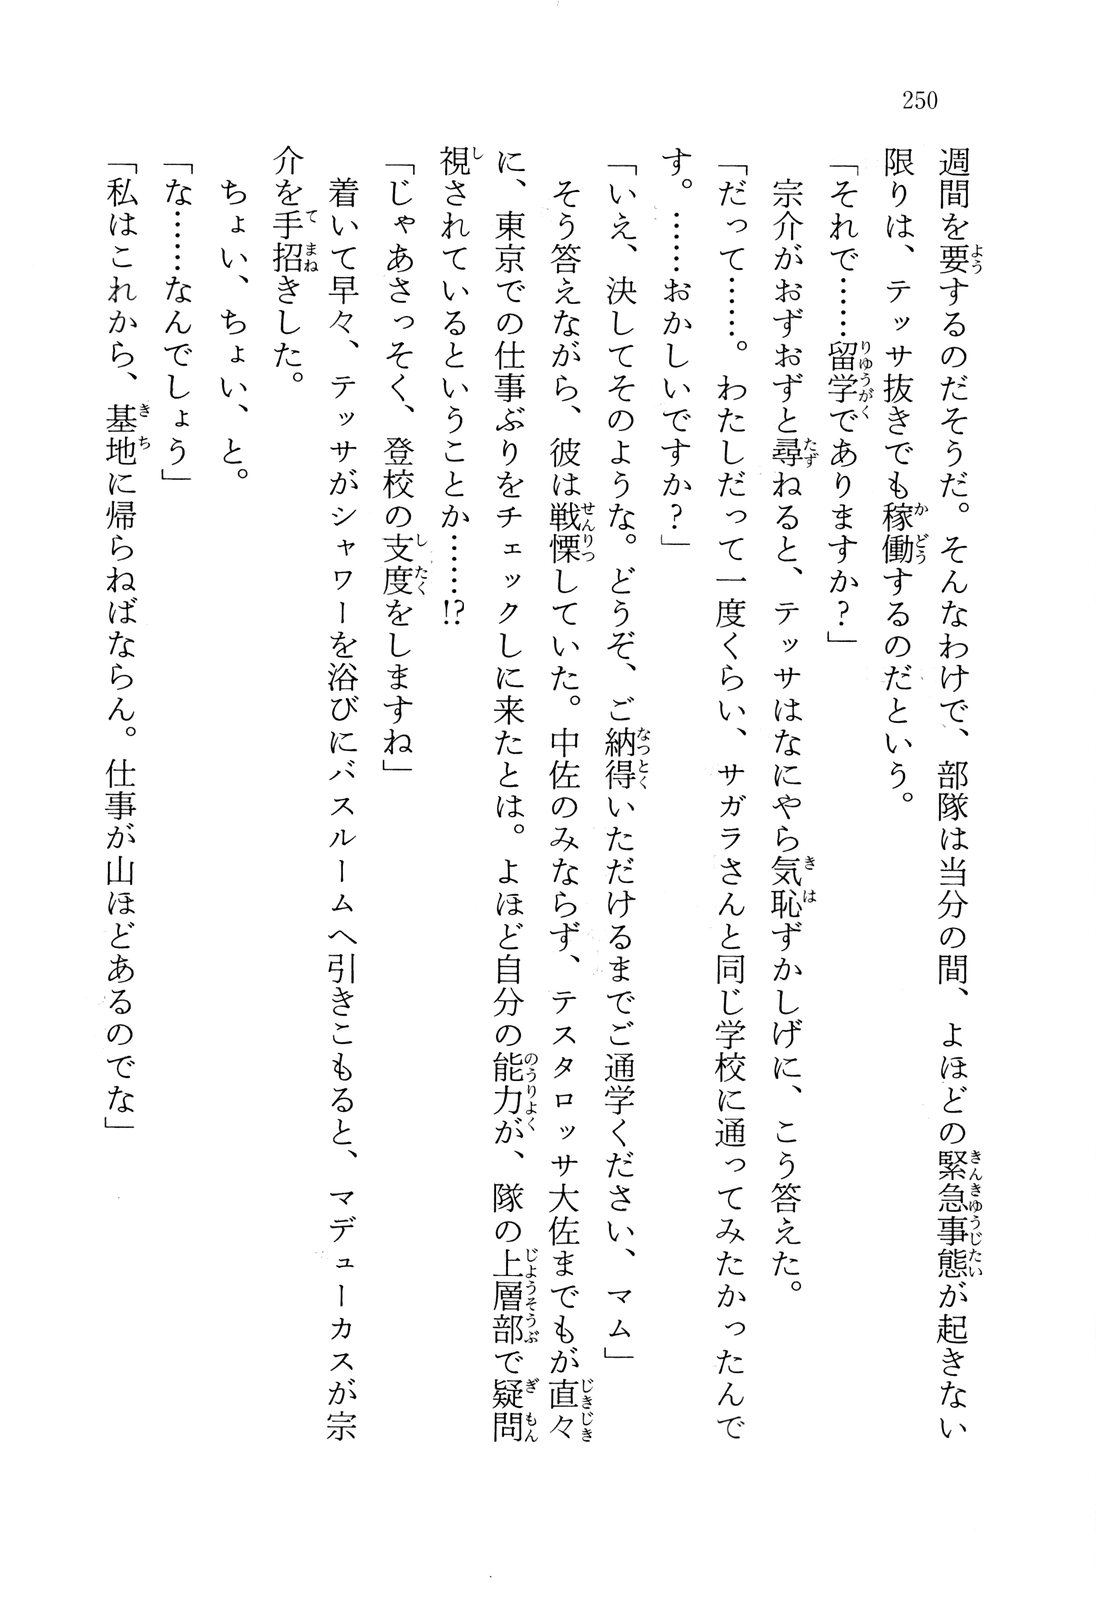 250
週間を要するのだそうだ。そんなわけで、部隊は当分の間、よほどの緊急事態が起きない
限りは、テッサ抜きでも稼働するのだという。
「それで……留学でありますか？」
宗介がおずおずと尋ねると、テッサはなにやら気恥ずかしげに、こう答えた。
「だって……。わたしだって一度くらい、サガラさんと同じ学校に通ってみたかったんで
す。……おかしいですか？」
「いえ、決してそのような。どうぞ、ご納得いただけるまでご通学ください、マム」
そう答えながら、彼は戦慄していた。中佐のみならず、テスタロッサ大佐までもが直々
に、東京での仕事ぶりをチェックしに来たとは。よほど自分の能力が、隊の上層部で疑問
視されているということか……!?
「じゃあさっそく、登校の支度をしますね」
着いて早々、テッサがシャワーを浴びにバスルームへ引きこもると、マデューカスが宗
介を手招きした。
ちょい、ちょい、と。
「な……なんでしょう」
「私はこれから、基地に帰らねばならん。仕事が山ほどあるのでな」